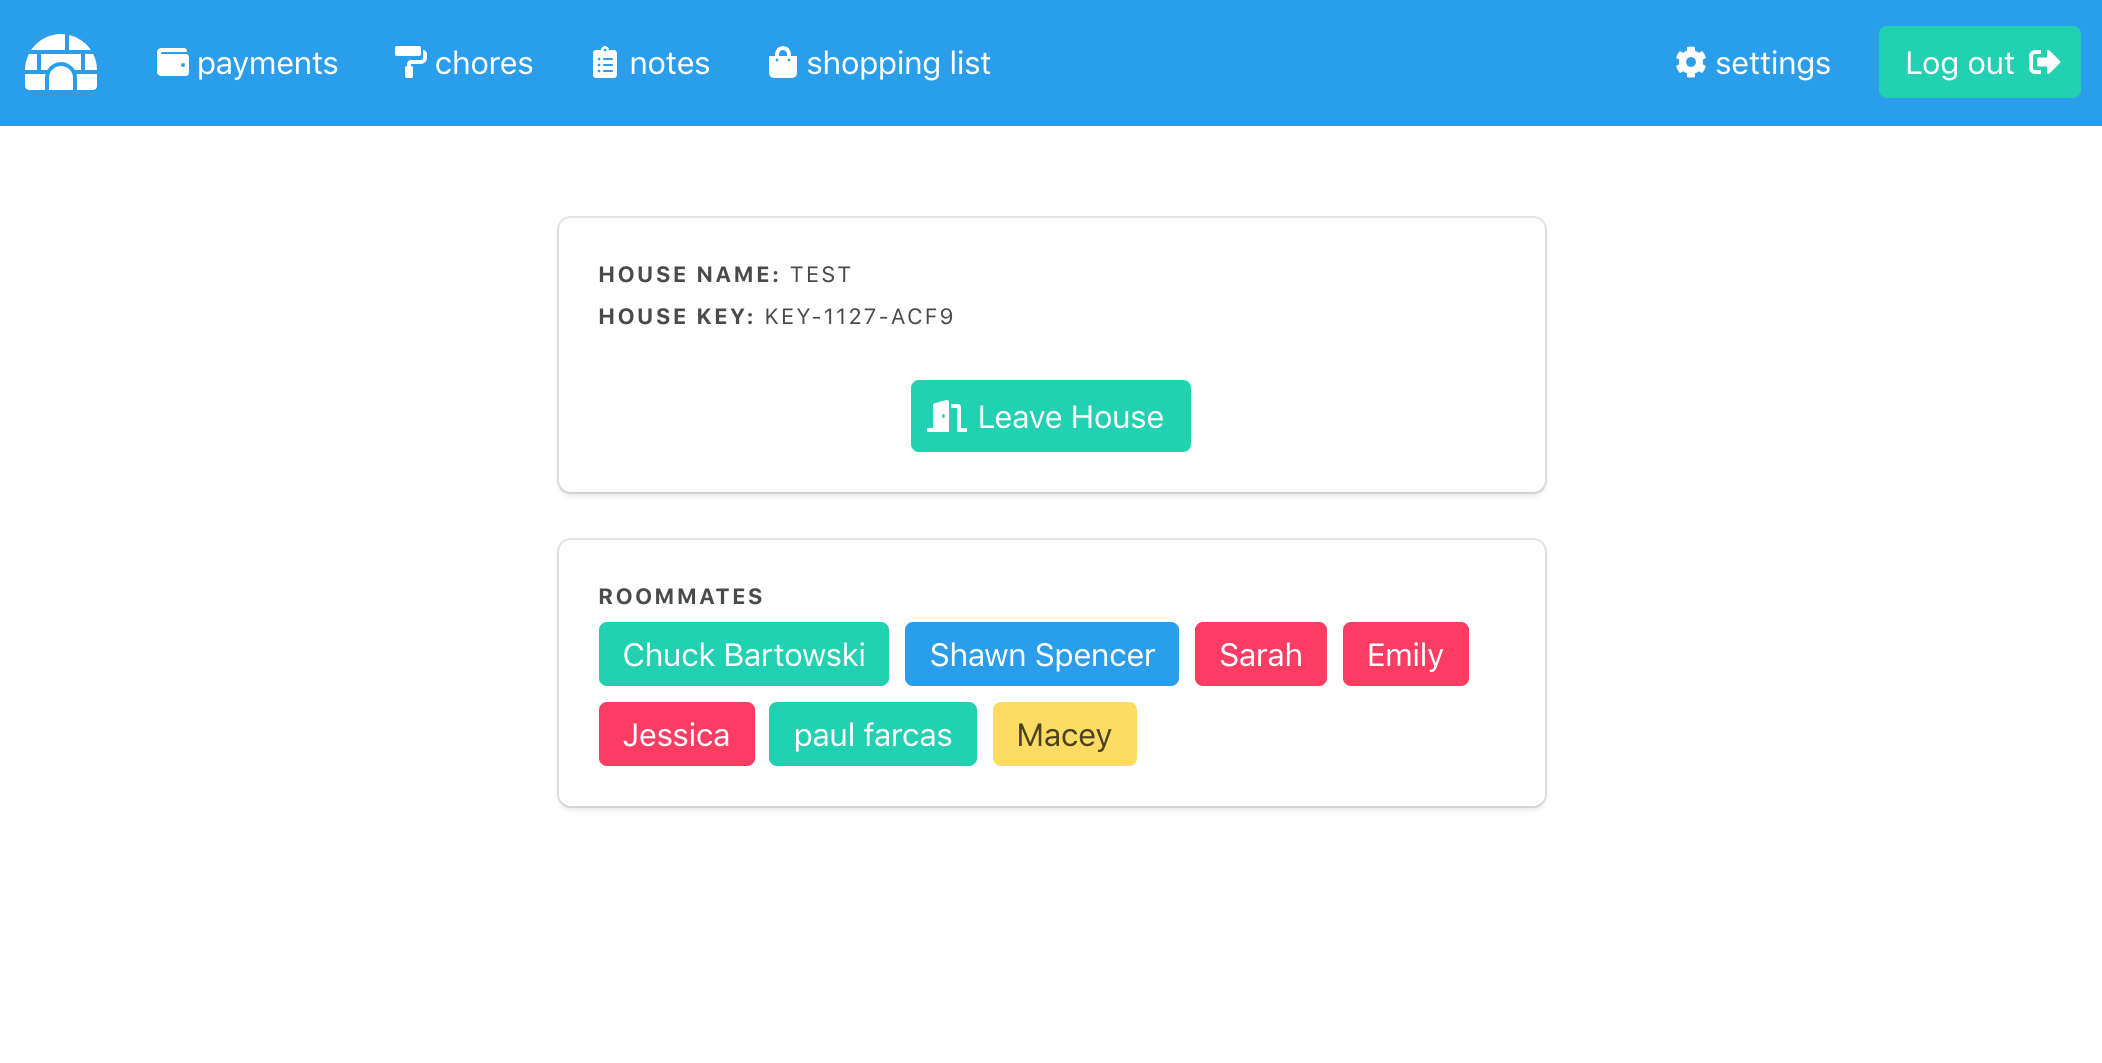 payments chores notes shopping list settings Log out
HOUSE NAME: TEST
HOUSE KEY: KEY-1127-ACF9
Leave House
ROOMMATES
Chuck Bartowski Shawn Spencer Sarah Emily
Jessica paul farcas Macey